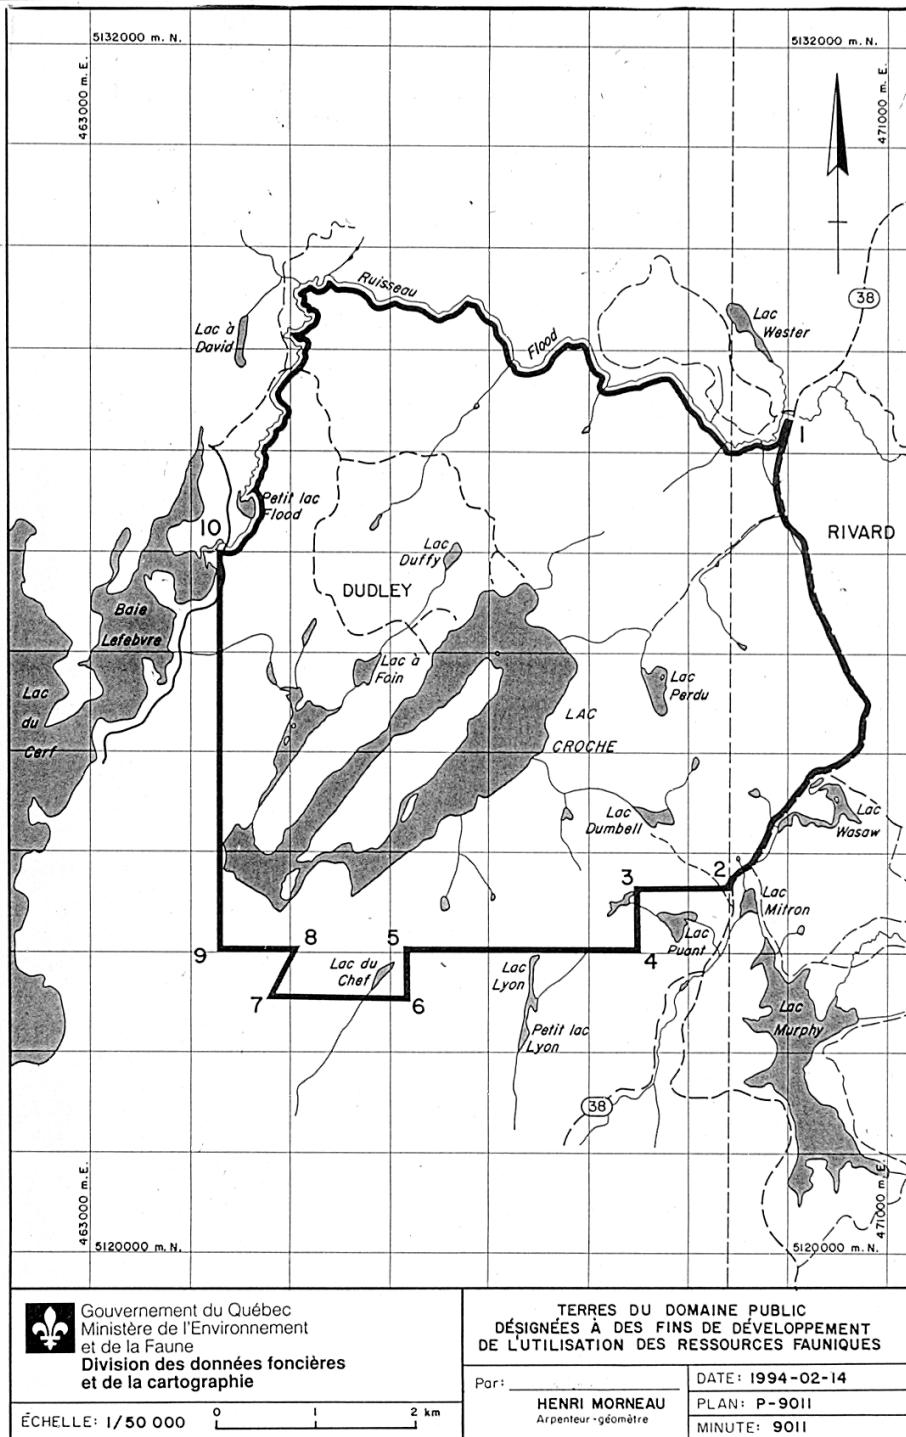 5132000 m. N.
5132000 m. N.
463000 m. E.
471000 m. E.
38
Ruisseau
Flood
Lac à
David
Lac
Wester
1
Petit lac
Flood
10
RIVARD
Lac
Duffy
DUDLEY
Baie
Lefebvre
Lac à
Foin
Lac
Perdu
Lac
du
Cerf
LAC
CROCHE
Lac
Dumbell
Lac
Wasaw
3
2
Lac
Mitron
Lac
Puant
9
8
5
4
Lac du
Chef
Lac
Lyon
7
6
Petit lac
Lyon
Lac
Murphy
38
463000 m. E.
471000 m. E.
5120000 m. N.
5120000 m. N.
Gouvernement du Québec
Ministère de l'Environnement
et de la Faune
Division des données foncières
et de la cartographie
ÉCHELLE: 1/50 000
0 1 2 km
TERRES DU DOMAINE PUBLIC
DÉSIGNÉES À DES FINS DE DÉVELOPPEMENT
DE L'UTILISATION DES RESSOURCES FAUNIQUES
Par:
HENRI MORNEAU
Arpenteur-géomètre
DATE: 1994-02-14
PLAN: P-9011
MINUTE: 9011